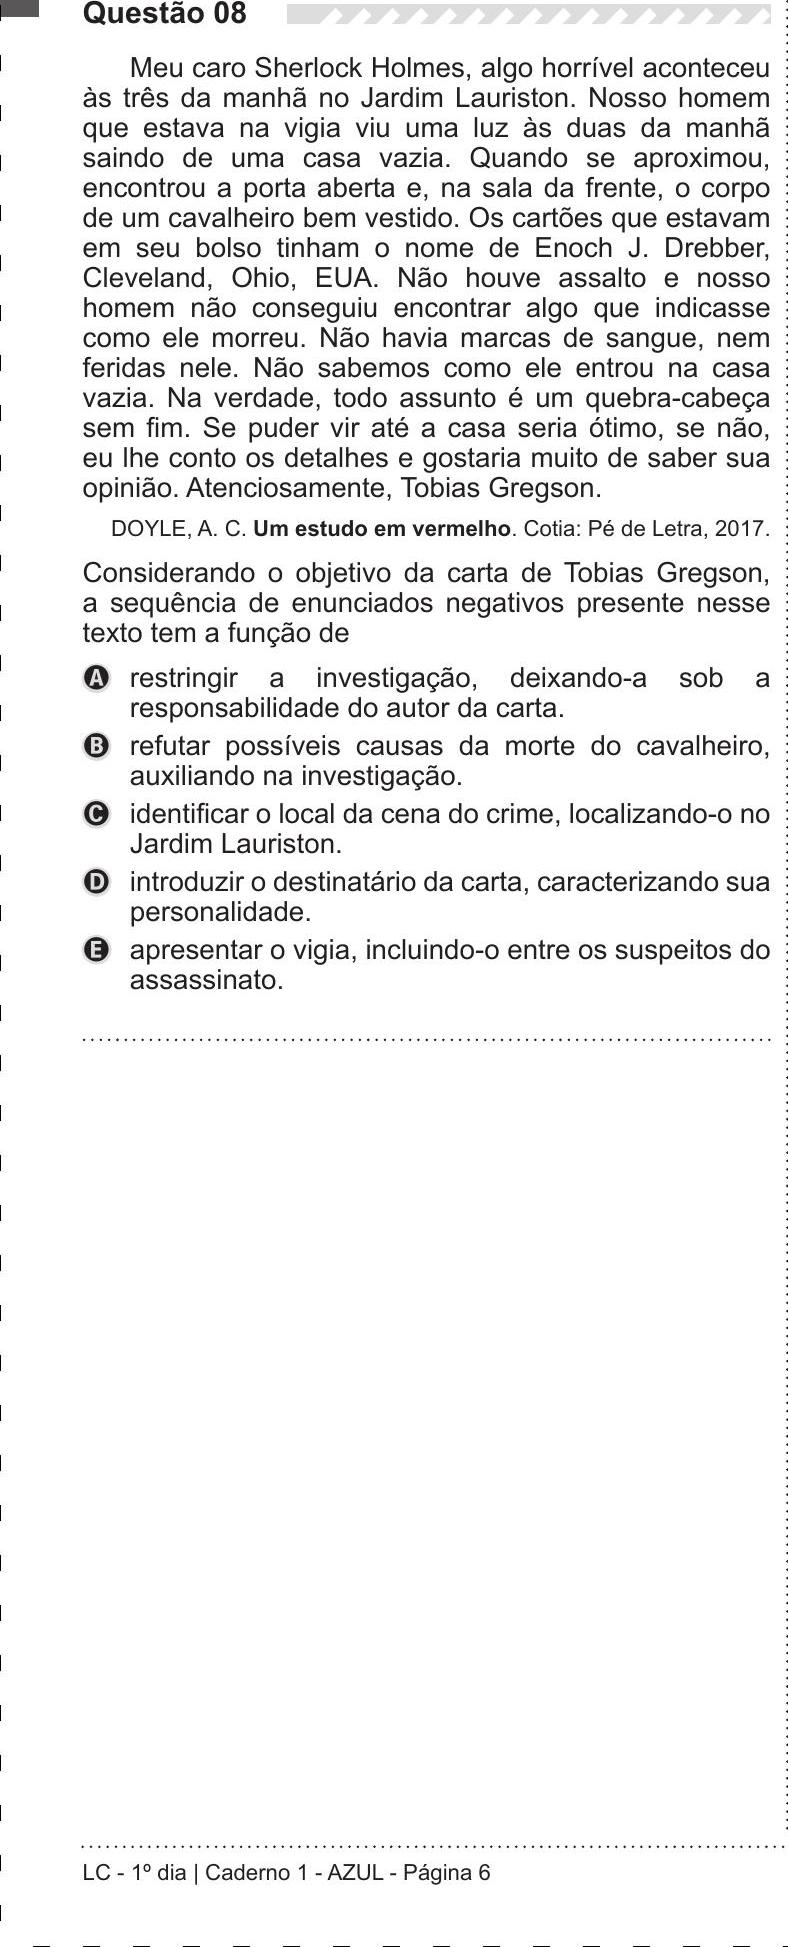 Questão 08
Meu caro Sherlock Holmes, algo horrível aconteceu
às três da manhã no Jardim Lauriston. Nosso homem
que estava na vigia viu uma luz às duas da manhã
saindo de uma casa vazia. Quando se aproximou,
encontrou a porta aberta e, na sala da frente, o corpo
de um cavalheiro bem vestido. Os cartões que estavam
em seu bolso tinham o nome de Enoch J. Drebber,
Cleveland, Ohio, EUA. Não houve assalto e nosso
homem não conseguiu encontrar algo que indicasse
como ele morreu. Não havia marcas de sangue, nem
feridas nele. Não sabemos como ele entrou na casa
vazia. Na verdade, todo assunto é um quebra-cabeça
sem fim. Se puder vir até a casa seria ótimo, se não,
eu lhe conto os detalhes e gostaria muito de saber sua
opinião. Atenciosamente, Tobias Gregson.
DOYLE, A. C. Um estudo em vermelho. Cotia: Pé de Letra, 2017.
Considerando o objetivo da carta de Tobias Gregson,
a sequência de enunciados negativos presente nesse
texto tem a função de
A restringir a investigação, deixando-a sob a
responsabilidade do autor da carta.
B refutar possíveis causas da morte do cavalheiro,
auxiliando na investigação.
C identificar o local da cena do crime, localizando-o no
Jardim Lauriston.
D introduzir o destinatário da carta, caracterizando sua
personalidade.
E apresentar o vigia, incluindo-o entre os suspeitos do
assassinato.
LC - 1º dia | Caderno 1 - AZUL - Página 6